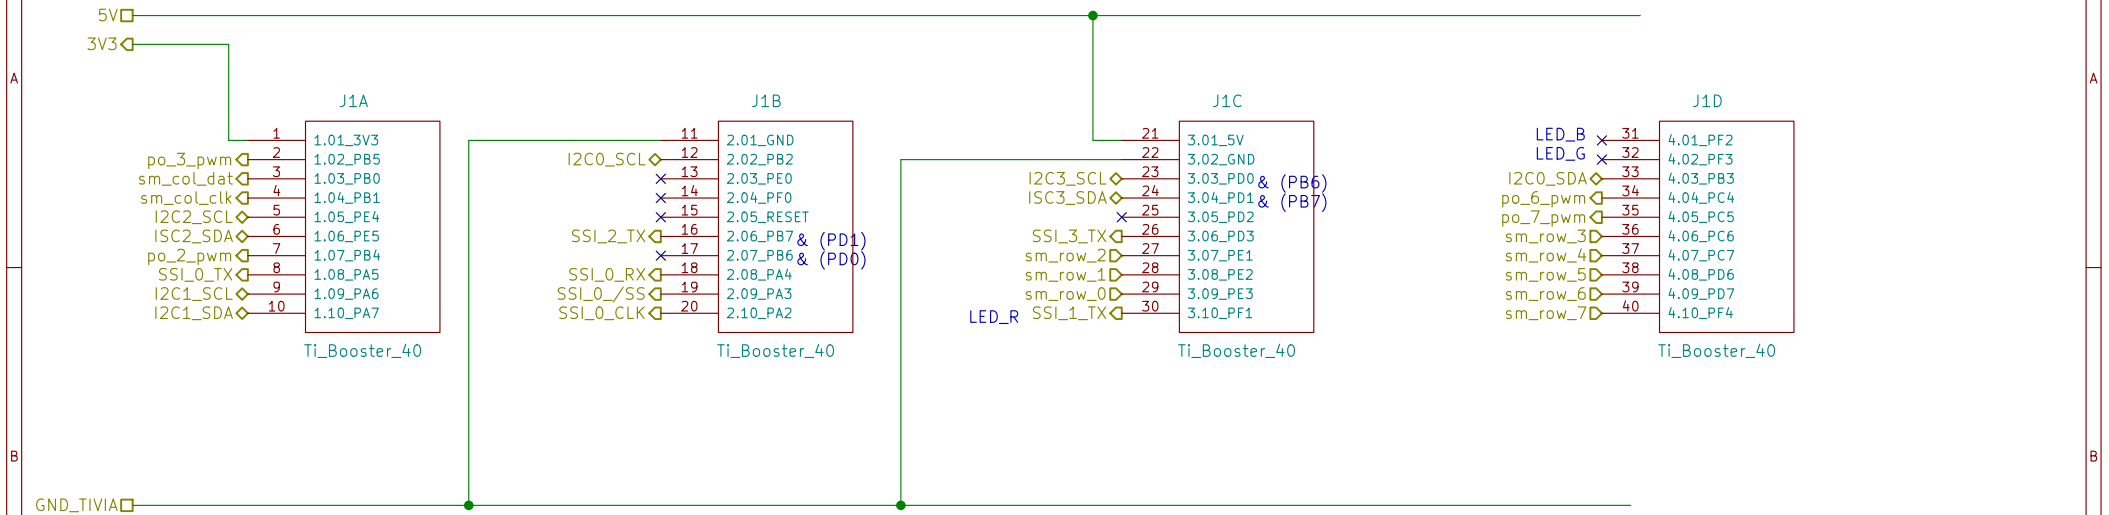 5V
3V3
A
A
J1A
J1B
J1C
J1D
1 1.01_3V3
po_3_pwm 2 1.02_PB5
sm_col_dat 3 1.03_PB0
sm_col_clk 4 1.04_PB1
I2C2_SCL 5 1.05_PE4
ISC2_SDA 6 1.06_PE5
po_2_pwm 7 1.07_PB4
SSI_0_TX 8 1.08_PA5
I2C1_SCL 9 1.09_PA6
I2C1_SDA 10 1.10_PA7
Ti_Booster_40
11 2.01_GND
I2C0_SCL 12 2.02_PB2
13 2.03_PE0
14 2.04_PF0
15 2.05_RESET
SSI_2_TX 16 2.06_PB7 & (PD1)
17 2.07_PB6 & (PD0)
SSI_0_RX 18 2.08_PA4
SSI_0_/SS 19 2.09_PA3
SSI_0_CLK 20 2.10_PA2
Ti_Booster_40
21 3.01_5V
22 3.02_GND
I2C3_SCL 23 3.03_PD0 & (PB6)
ISC3_SDA 24 3.04_PD1 & (PB7)
25 3.05_PD2
SSI_3_TX 26 3.06_PD3
sm_row_2 27 3.07_PE1
sm_row_1 28 3.08_PE2
sm_row_0 29 3.09_PE3
LED_R SSI_1_TX 30 3.10_PF1
Ti_Booster_40
LED_B 31 4.01_PF2
LED_G 32 4.02_PF3
I2C0_SDA 33 4.03_PB3
po_6_pwm 34 4.04_PC4
po_7_pwm 35 4.05_PC5
sm_row_3 36 4.06_PC6
sm_row_4 37 4.07_PC7
sm_row_5 38 4.08_PD6
sm_row_6 39 4.09_PD7
sm_row_7 40 4.10_PF4
Ti_Booster_40
B
B
GND_TIVIA